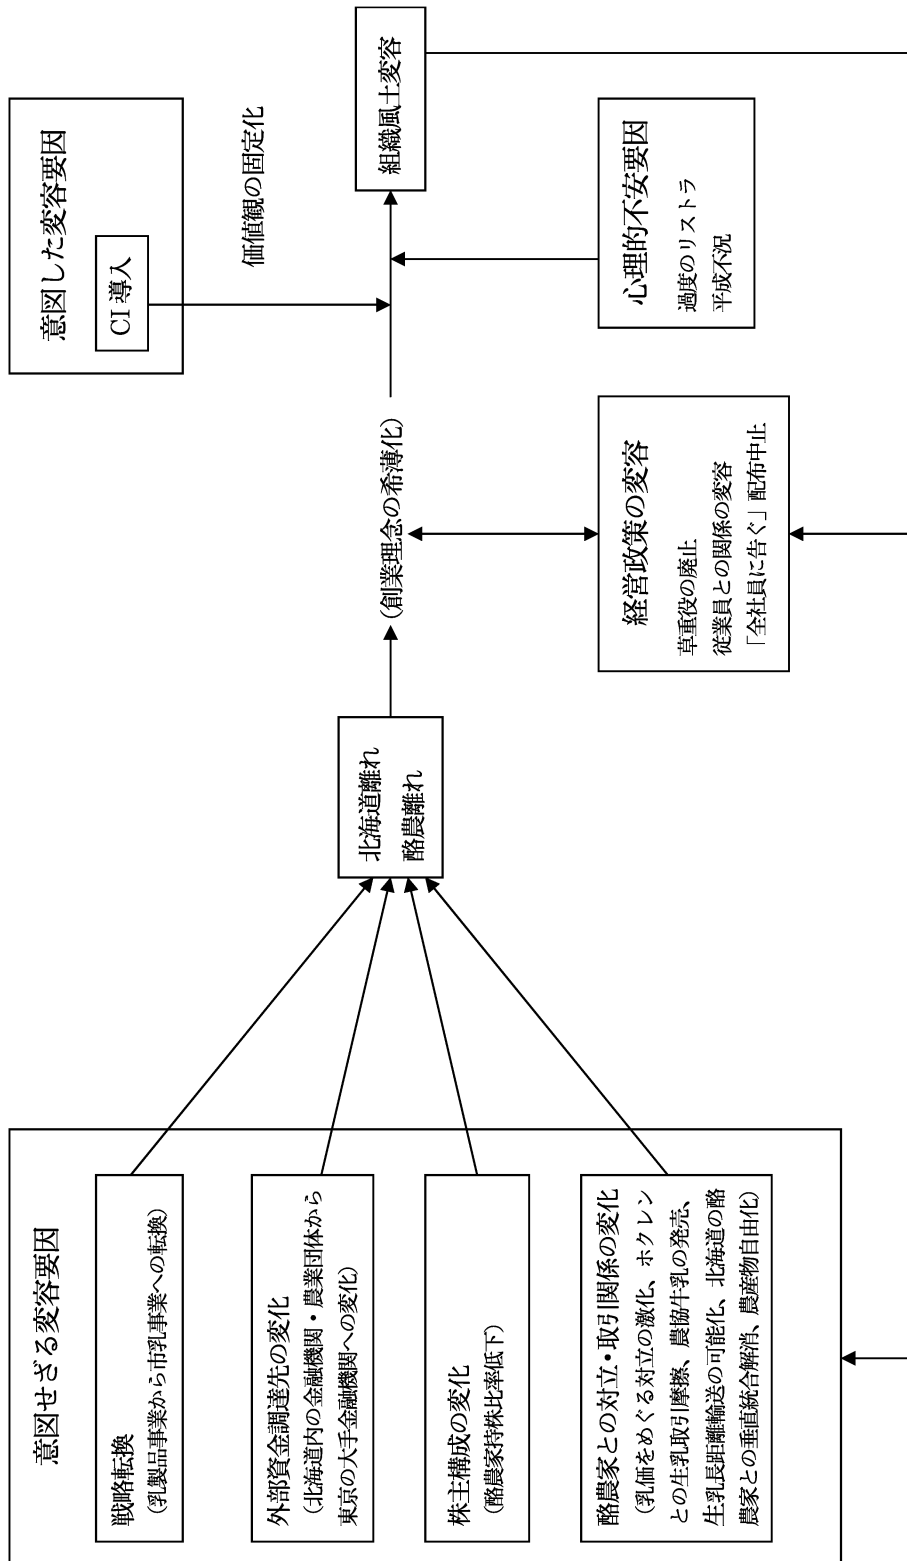 意図せざる変容要因
戦略転換
(乳製品事業から市乳事業への転換)
外部資金調達先の変化
(北海道内の金融機関・農業団体から
東京の大手金融機関への変化)
株主構成の変化
(酪農家持株比率低下)
酪農家との対立・取引関係の変化
(乳価をめぐる対立の激化、ホクレン
との生乳取引摩擦、農協牛乳の発売、
生乳長距離輸送の可能化、北海道の酪
農家との垂直統合解消、農産物自由化)
北海道離れ
酪農離れ
(創業理念の希薄化)
経営政策の変容
草重役の廃止
従業員との関係の変容
「全社員に告ぐ」配布中止
意図した変容要因
CI 導入
価値観の固定化
心理的不安要因
過度のリストラ
平成不況
組織風土変容